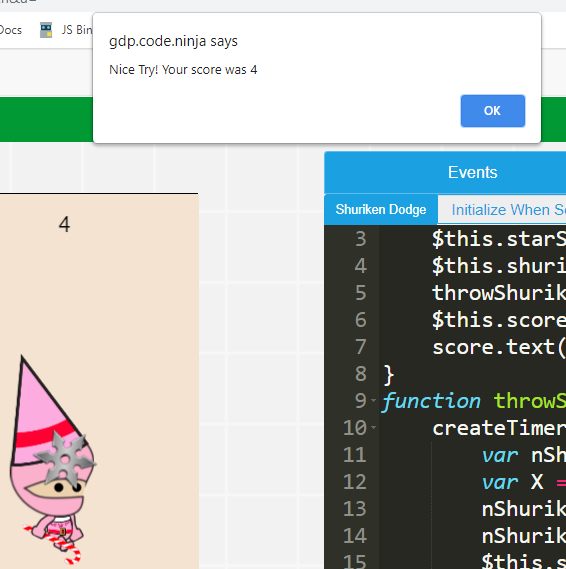 Docs
JS Bin
gdp.code.ninja says
Nice Try! Your score was 4
OK
Events
Shuriken Dodge
Initialize When Sc
4
3 $this.starS
4 $this.shuri
5 throwShurik
6 $this.score
7 score.text(
8 }
9 function throwS
10 createTimer
11 var nSh
12 var X =
13 nShurik
14 nShurik
15 $this.s